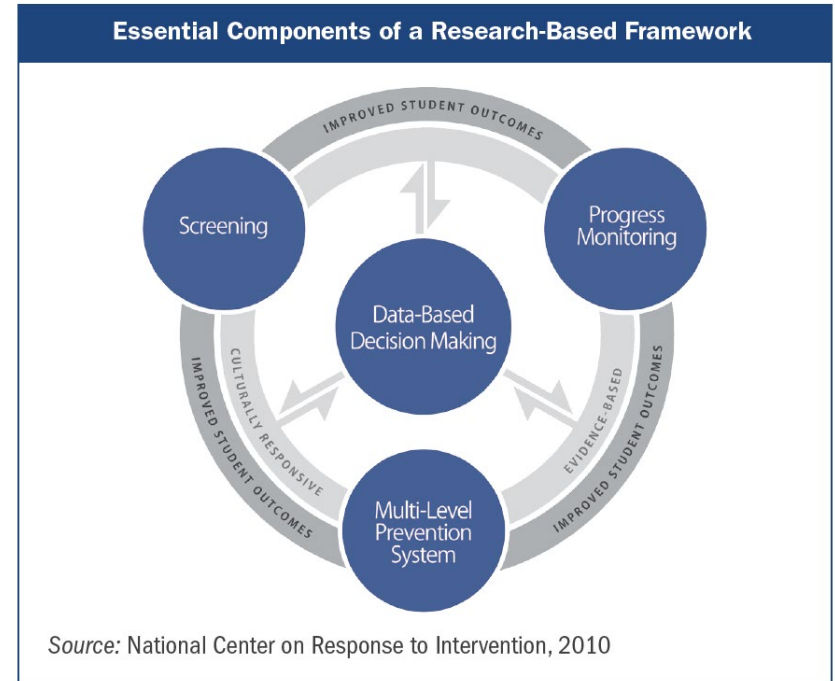 Essential Components of a Research-Based Framework
IMPROVED STUDENT OUTCOMES
Screening
Progress
Monitoring
Data-Based
Decision Making
IMPROVED STUDENT OUTCOMES
CULTURALLY RESPONSIVE
EVIDENCE-BASED
IMPROVED STUDENT OUTCOMES
Multi-Level
Prevention
System
Source: National Center on Response to Intervention, 2010